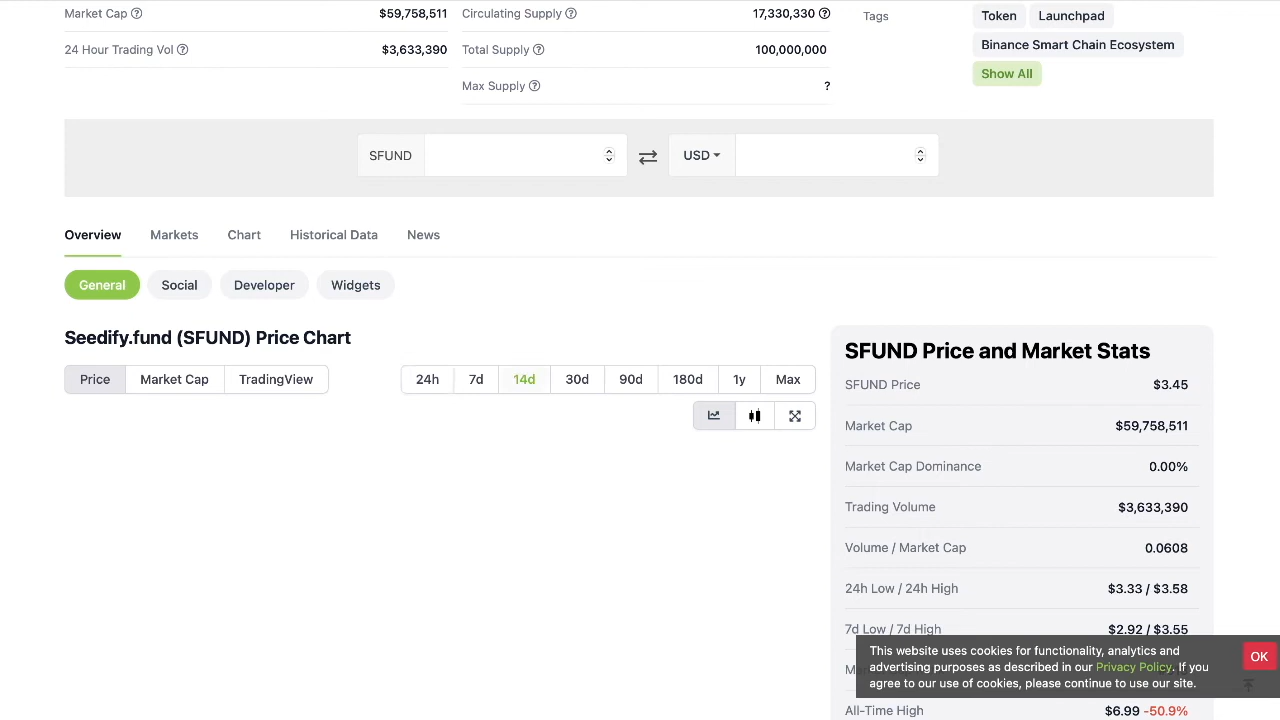 Market Cap $59,758,511
Circulating Supply 17,330,330
Tags
Token Launchpad
24 Hour Trading Vol $3,633,390
Total Supply 100,000,000
Binance Smart Chain Ecosystem
Show All
Max Supply ?
SFUND
USD
Overview Markets Chart Historical Data News
General Social Developer Widgets
Seedify.fund (SFUND) Price Chart
Price Market Cap TradingView
24h 7d 14d 30d 90d 180d 1y Max
SFUND Price and Market Stats
SFUND Price $3.45
Market Cap $59,758,511
Market Cap Dominance 0.00%
Trading Volume $3,633,390
Volume / Market Cap 0.0608
24h Low / 24h High $3.33 / $3.58
7d Low / 7d High $2.92 / $3.55
All-Time High $6.99 -50.9%
This website uses cookies for functionality, analytics and
advertising purposes as described in our Privacy Policy. If you
agree to our use of cookies, please continue to use our site.
OK